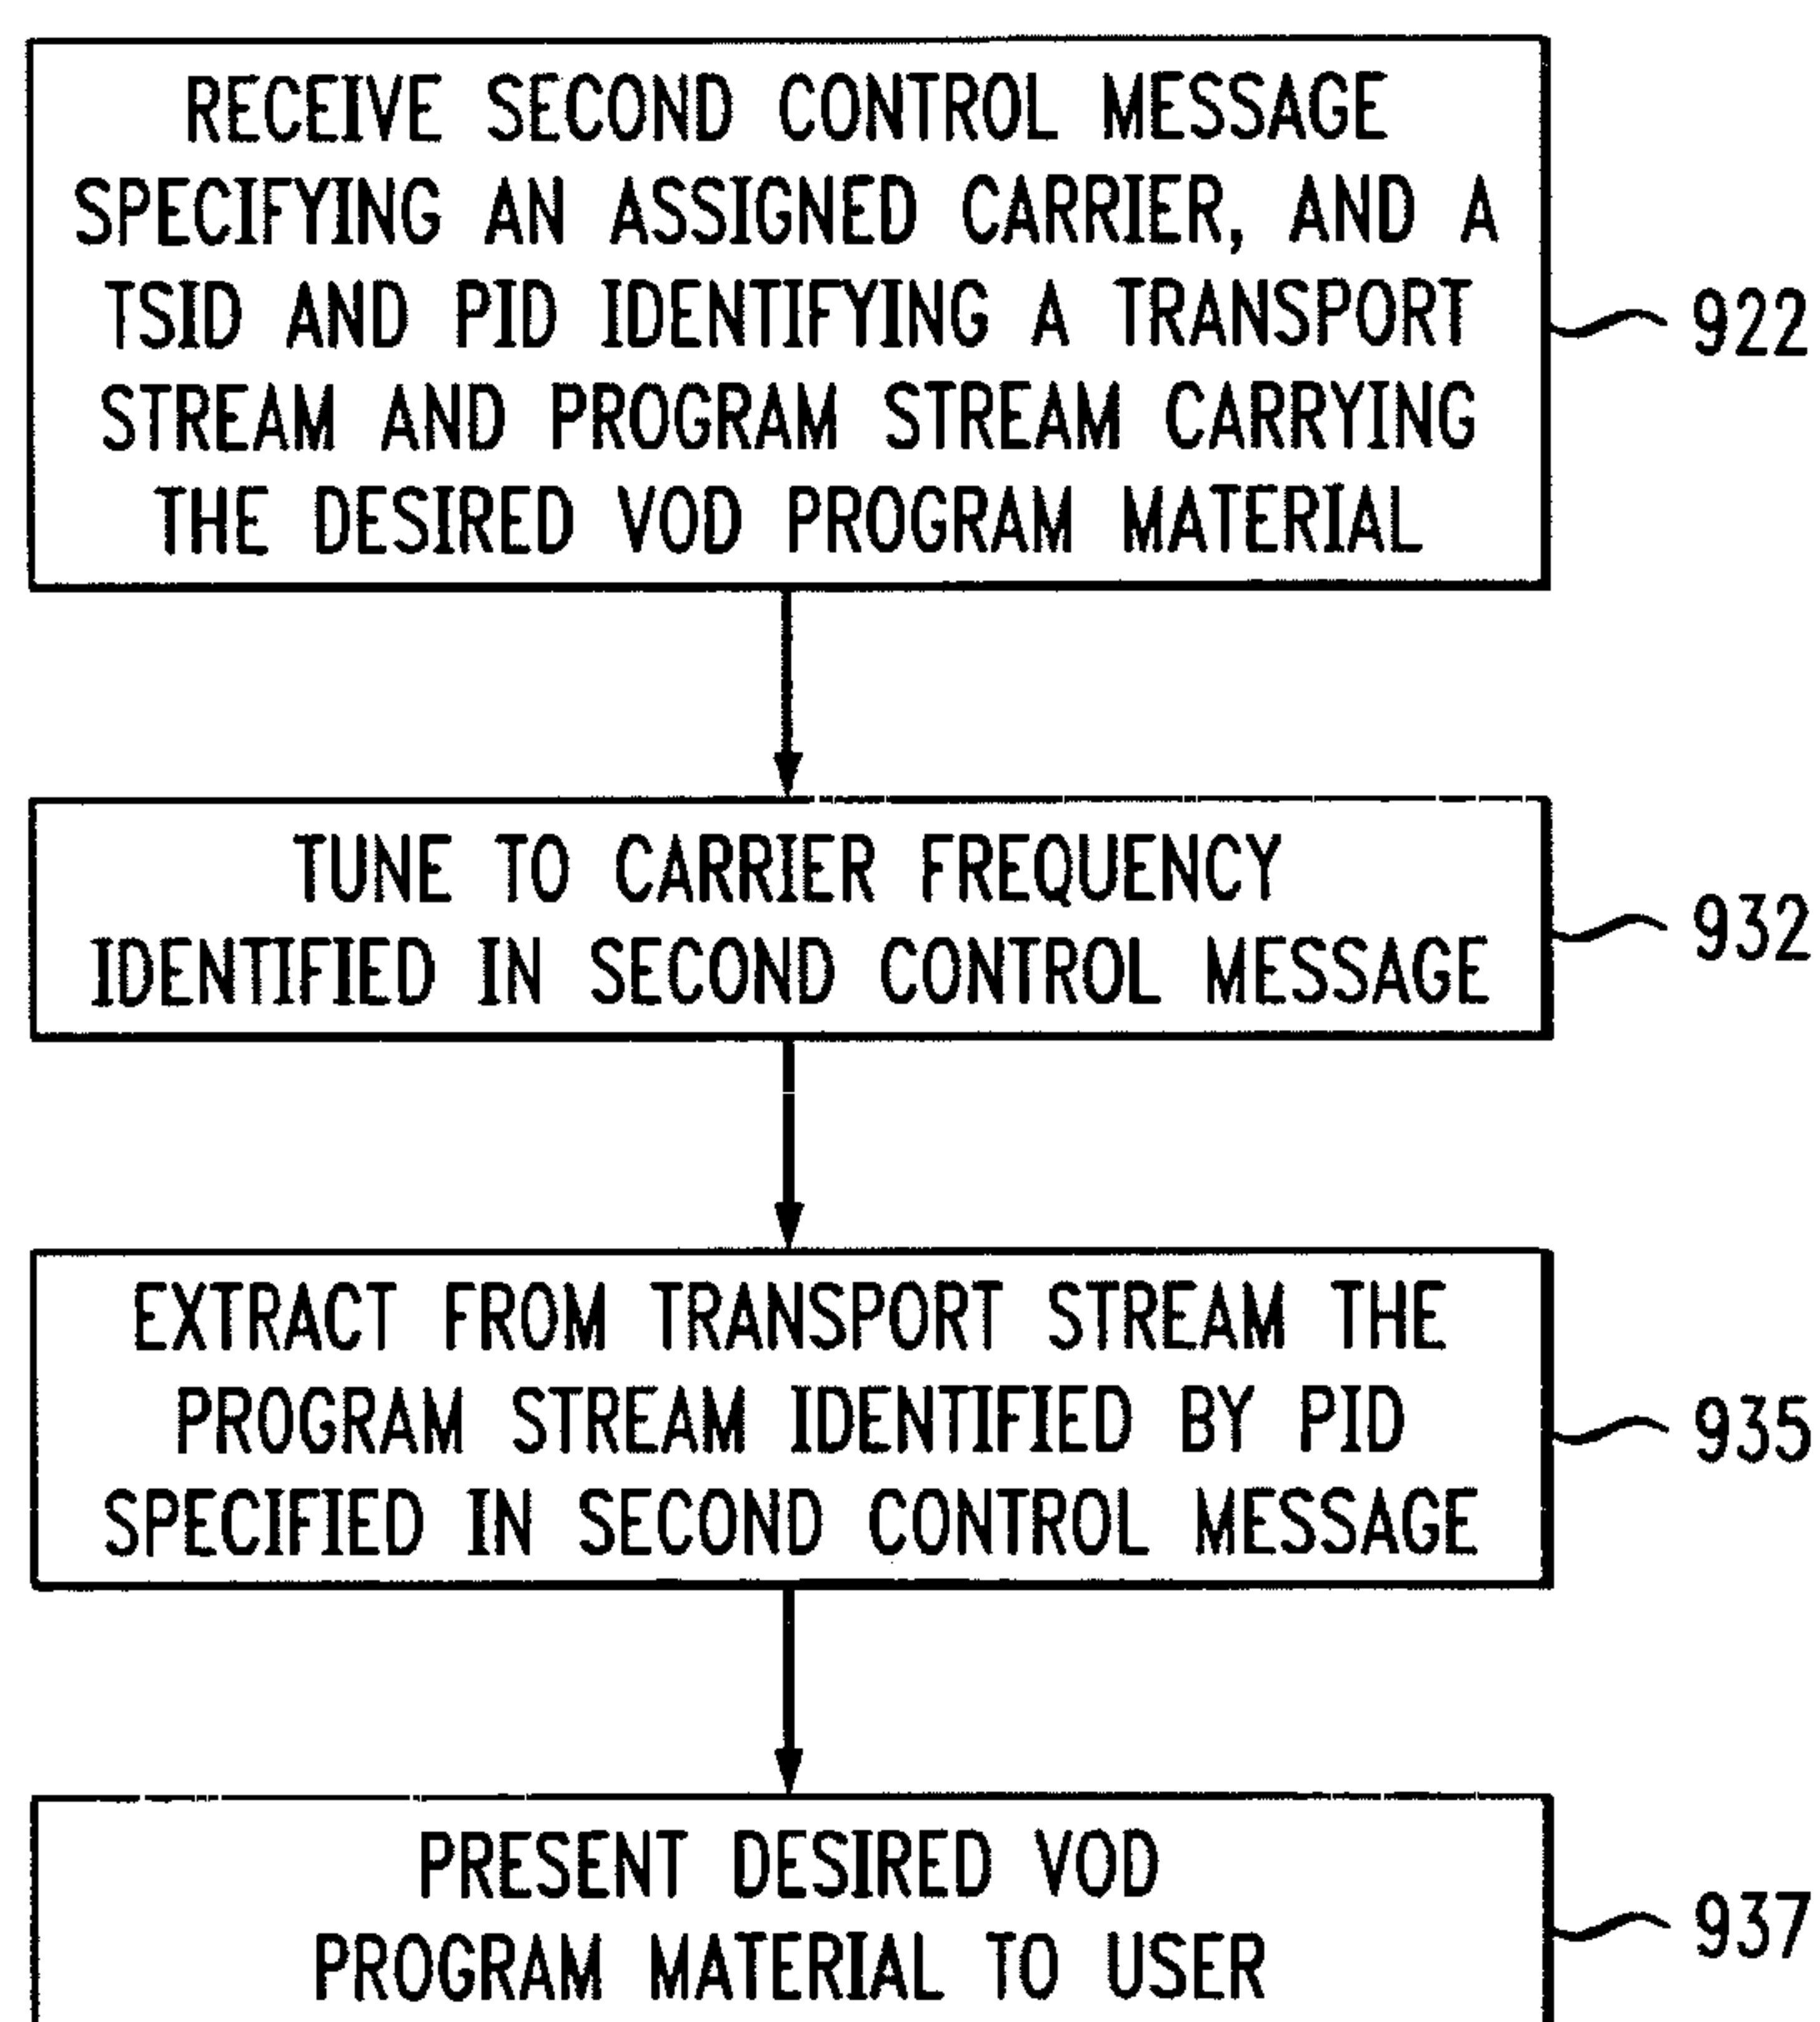 RECEIVE SECOND CONTROL MESSAGE
SPECIFYING AN ASSIGNED CARRIER, AND A
TSID AND PID IDENTIFYING A TRANSPORT
STREAM AND PROGRAM STREAM CARRYING
THE DESIRED VOD PROGRAM MATERIAL
922
TUNE TO CARRIER FREQUENCY
IDENTIFIED IN SECOND CONTROL MESSAGE
932
EXTRACT FROM TRANSPORT STREAM THE
PROGRAM STREAM IDENTIFIED BY PID
SPECIFIED IN SECOND CONTROL MESSAGE
935
PRESENT DESIRED VOD
PROGRAM MATERIAL TO USER
937